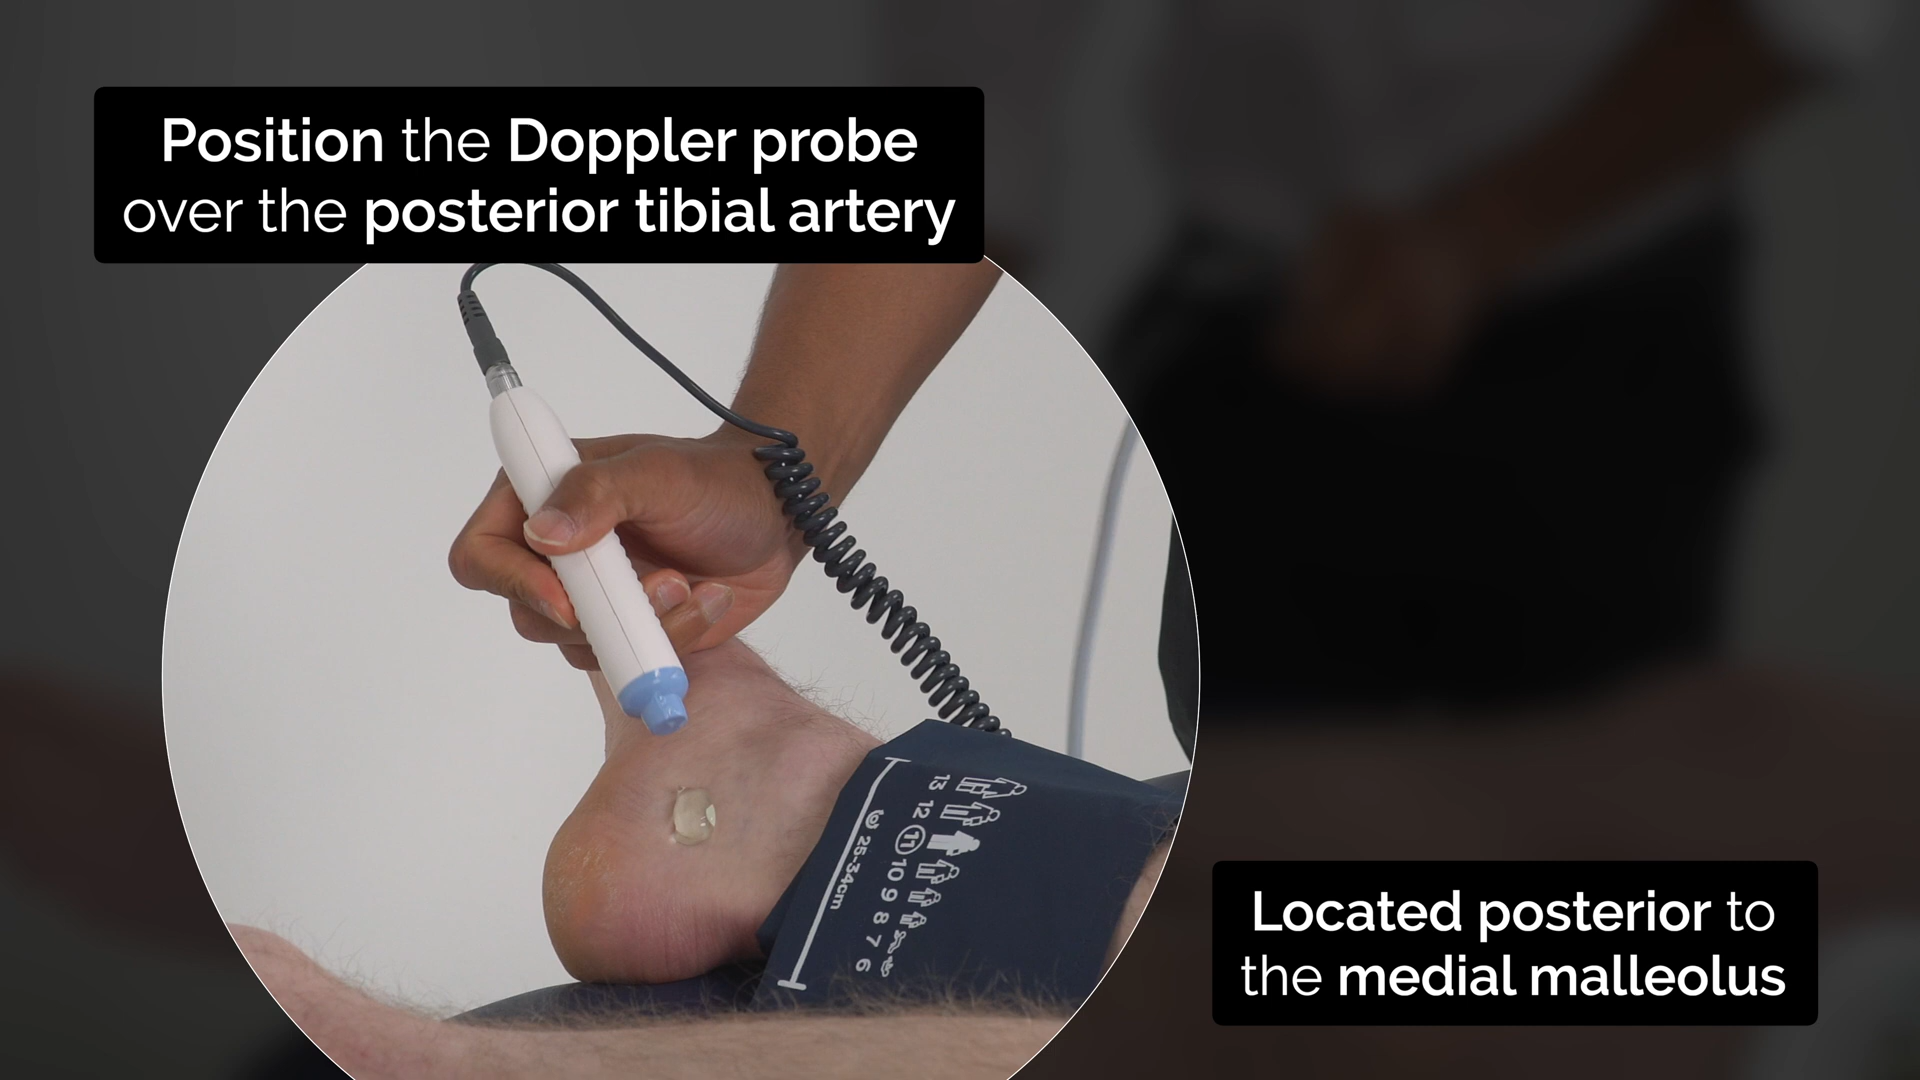 Position the Doppler probe
over the posterior tibial artery
13 12 11 10 9 8 7 6
25-34cm
Located posterior to
the medial malleolus